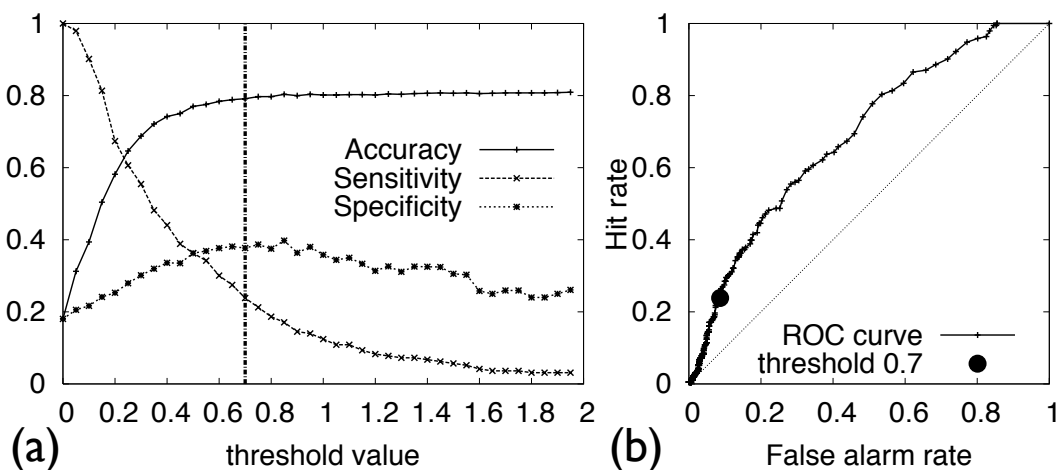 1
0.8
0.6
0.4
0.2
0
0 0.2 0.4 0.6 0.8 1 1.2 1.4 1.6 1.8 2
Accuracy
Sensitivity
Specificity
threshold value
(a)
1
0.8
0.6
0.4
0.2
0
0 0.2 0.4 0.6 0.8 1
Hit rate
ROC curve
threshold 0.7
False alarm rate
(b)